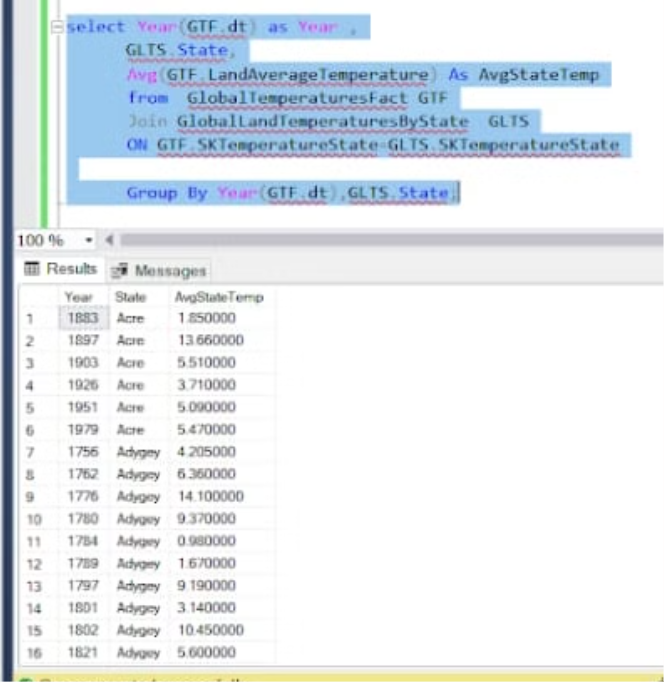 select Year(GTF.dt) as Year ,
GLTS.State,
Avg(GTF.LandAverageTemperature) As AvgStateTemp
from GlobalTemperaturesFact GTF
Join GlobalLandTemperaturesByState GLTS
ON GTF.SKTemperatureState=GLTS.SKTemperatureState
Group By Year(GTF.dt),GLTS.State;
100 %
Results Messages
Year State AvgStateTemp
1 1883 Acre 1.850000
2 1897 Acre 13.660000
3 1903 Acre 5.510000
4 1926 Acre 3.710000
5 1951 Acre 5.090000
6 1979 Acre 5.470000
7 1756 Adygey 4.205000
8 1762 Adygey 6.360000
9 1776 Adygey 14.100000
10 1780 Adygey 9.370000
11 1784 Adygey 0.980000
12 1789 Adygey 1.670000
13 1797 Adygey 9.190000
14 1801 Adygey 3.140000
15 1802 Adygey 10.450000
16 1821 Adygey 5.600000